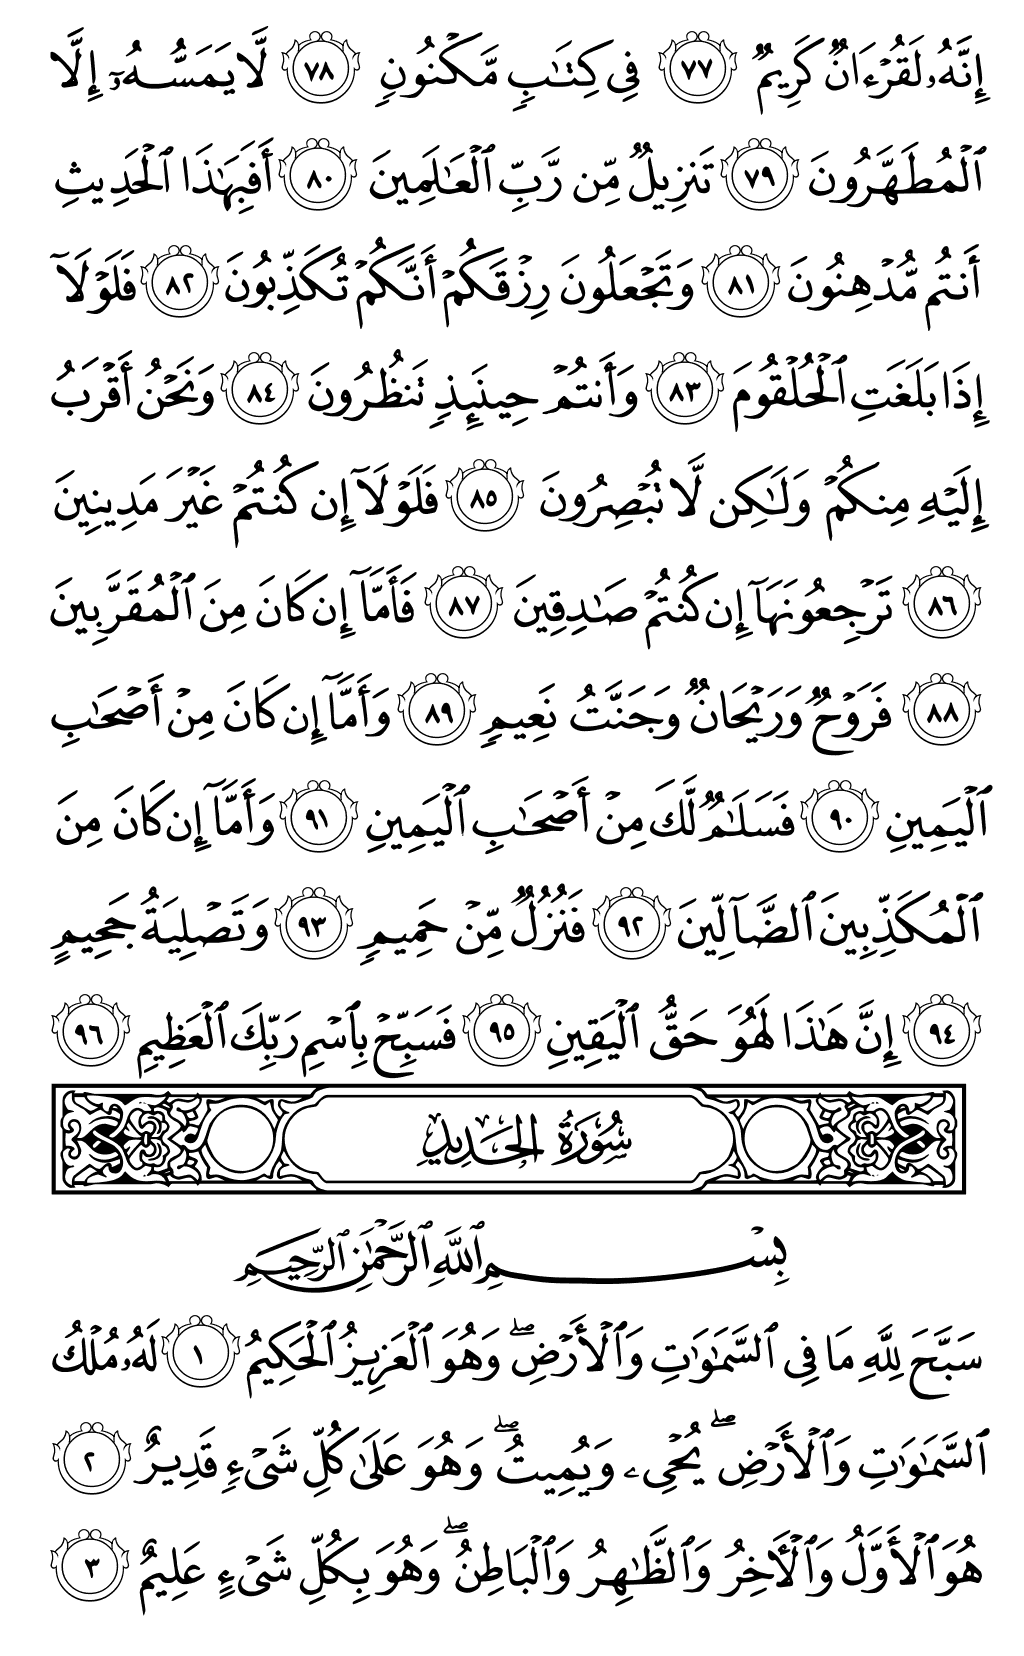 إِنَّهُۥ لَقُرْءَانٌ كَرِيمٌ ٧٧ فِى كِتَٰبٍ مَّكْنُونٍ ٧٨ لَّا يَمَسُّهُۥٓ إِلَّا
ٱلْمُطَهَّرُونَ ٧٩ تَنزِيلٌ مِّن رَّبِّ ٱلْعَٰلَمِينَ ٨٠ أَفَبِهَٰذَا ٱلْحَدِيثِ
أَنتُم مُّدْهِنُونَ ٨١ وَتَجْعَلُونَ رِزْقَكُمْ أَنَّكُمْ تُكَذِّبُونَ ٨٢ فَلَوْلَآ
إِذَا بَلَغَتِ ٱلْحُلْقُومَ ٨٣ وَأَنتُمْ حِينَئِذٍ تَنظُرُونَ ٨٤ وَنَحْنُ أَقْرَبُ
إِلَيْهِ مِنكُمْ وَلَٰكِن لَّا تُبْصِرُونَ ٨٥ فَلَوْلَآ إِن كُنتُمْ غَيْرَ مَدِينِينَ
٨٦ تَرْجِعُونَهَآ إِن كُنتُمْ صَٰدِقِينَ ٨٧ فَأَمَّآ إِن كَانَ مِنَ ٱلْمُقَرَّبِينَ
٨٨ فَرَوْحٌ وَرَيْحَانٌ وَجَنَّتُ نَعِيمٍ ٨٩ وَأَمَّآ إِن كَانَ مِنْ أَصْحَٰبِ
ٱلْيَمِينِ ٩٠ فَسَلَٰمٌ لَّكَ مِنْ أَصْحَٰبِ ٱلْيَمِينِ ٩١ وَأَمَّآ إِن كَانَ مِنَ
ٱلْمُكَذِّبِينَ ٱلضَّآلِّينَ ٩٢ فَنُزُلٌ مِّنْ حَمِيمٍ ٩٣ وَتَصْلِيَةُ جَحِيمٍ
٩٤ إِنَّ هَٰذَا لَهُوَ حَقُّ ٱلْيَقِينِ ٩٥ فَسَبِّحْ بِٱسْمِ رَبِّكَ ٱلْعَظِيمِ ٩٦
سُورَةُ الحَدِيدِ
بِسْمِ ٱللَّهِ ٱلرَّحْمَٰنِ ٱلرَّحِيمِ
سَبَّحَ لِلَّهِ مَا فِى ٱلسَّمَٰوَٰتِ وَٱلْأَرْضِ ۖ وَهُوَ ٱلْعَزِيزُ ٱلْحَكِيمُ ١ لَهُۥ مُلْكُ
ٱلسَّمَٰوَٰتِ وَٱلْأَرْضِ ۖ يُحْىِۦ وَيُمِيتُ ۖ وَهُوَ عَلَىٰ كُلِّ شَىْءٍ قَدِيرٌ ٢
هُوَ ٱلْأَوَّلُ وَٱلْءَاخِرُ وَٱلظَّٰهِرُ وَٱلْبَاطِنُ ۖ وَهُوَ بِكُلِّ شَىْءٍ عَلِيمٌ ٣